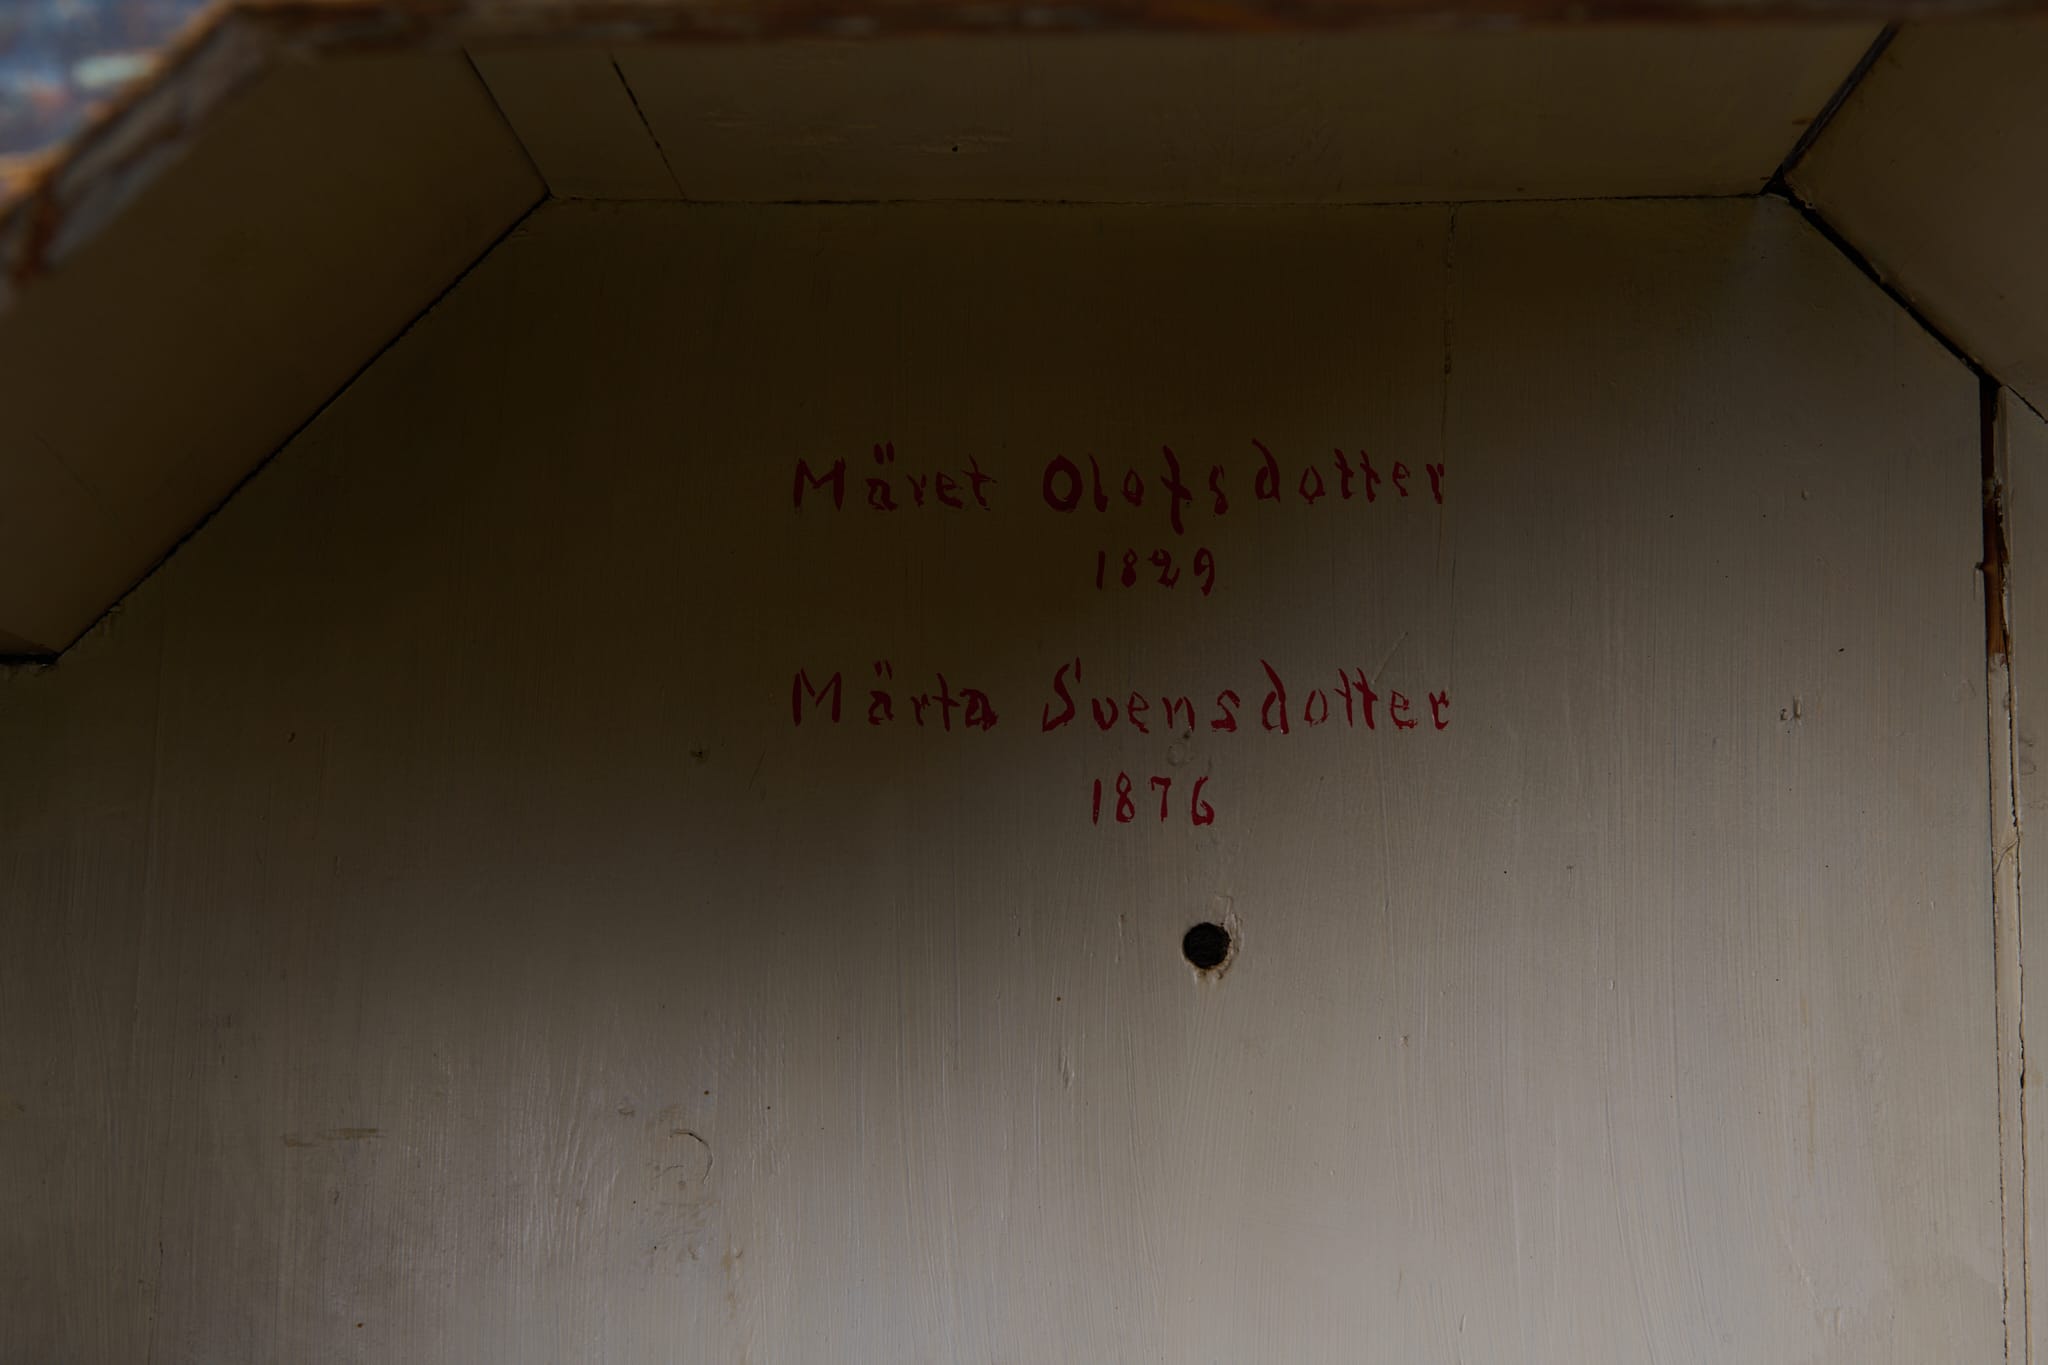 Märet Olofsdotter
1829
Märta Svensdotter
1876